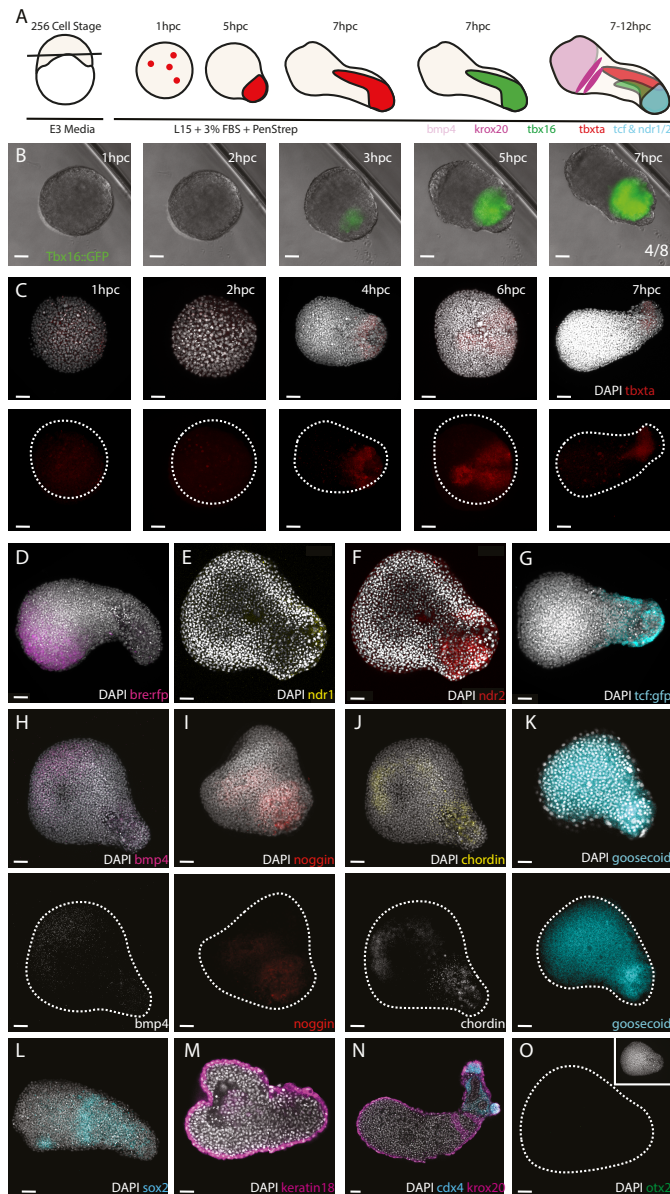 A
256 Cell Stage 1hpc 5hpc 7hpc 7hpc 7-12hpc
E3 Media L15 + 3% FBS + PenStrep bmp4 krox20 tbx16 tbxta tcf & ndr1/2
B 1hpc 2hpc 3hpc 5hpc 7hpc
Tbx16::GFP 4/8
C 1hpc 2hpc 4hpc 6hpc 7hpc
DAPI tbxta
D E F G
DAPI bre:rfp DAPI ndr1 DAPI ndr2 DAPI tcf:gfp
H I J K
DAPI bmp4 DAPI noggin DAPI chordin DAPI goosecoid
bmp4 noggin chordin goosecoid
L M N O
DAPI sox2 DAPI keratin18 DAPI cdx4 krox20 DAPI otx2